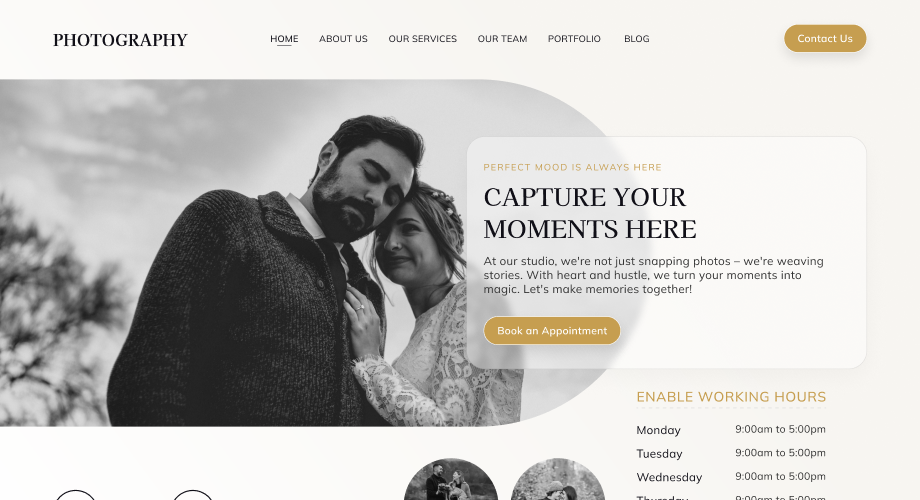 PHOTOGRAPHY
HOME ABOUT US OUR SERVICES OUR TEAM PORTFOLIO BLOG
Contact Us
PERFECT MOOD IS ALWAYS HERE
CAPTURE YOUR
MOMENTS HERE
At our studio, we're not just snapping photos – we're weaving
stories. With heart and hustle, we turn your moments into
magic. Let's make memories together!
Book an Appointment
ENABLE WORKING HOURS
Monday 9:00am to 5:00pm
Tuesday 9:00am to 5:00pm
Wednesday 9:00am to 5:00pm
Thursday 9:00am to 5:00pm